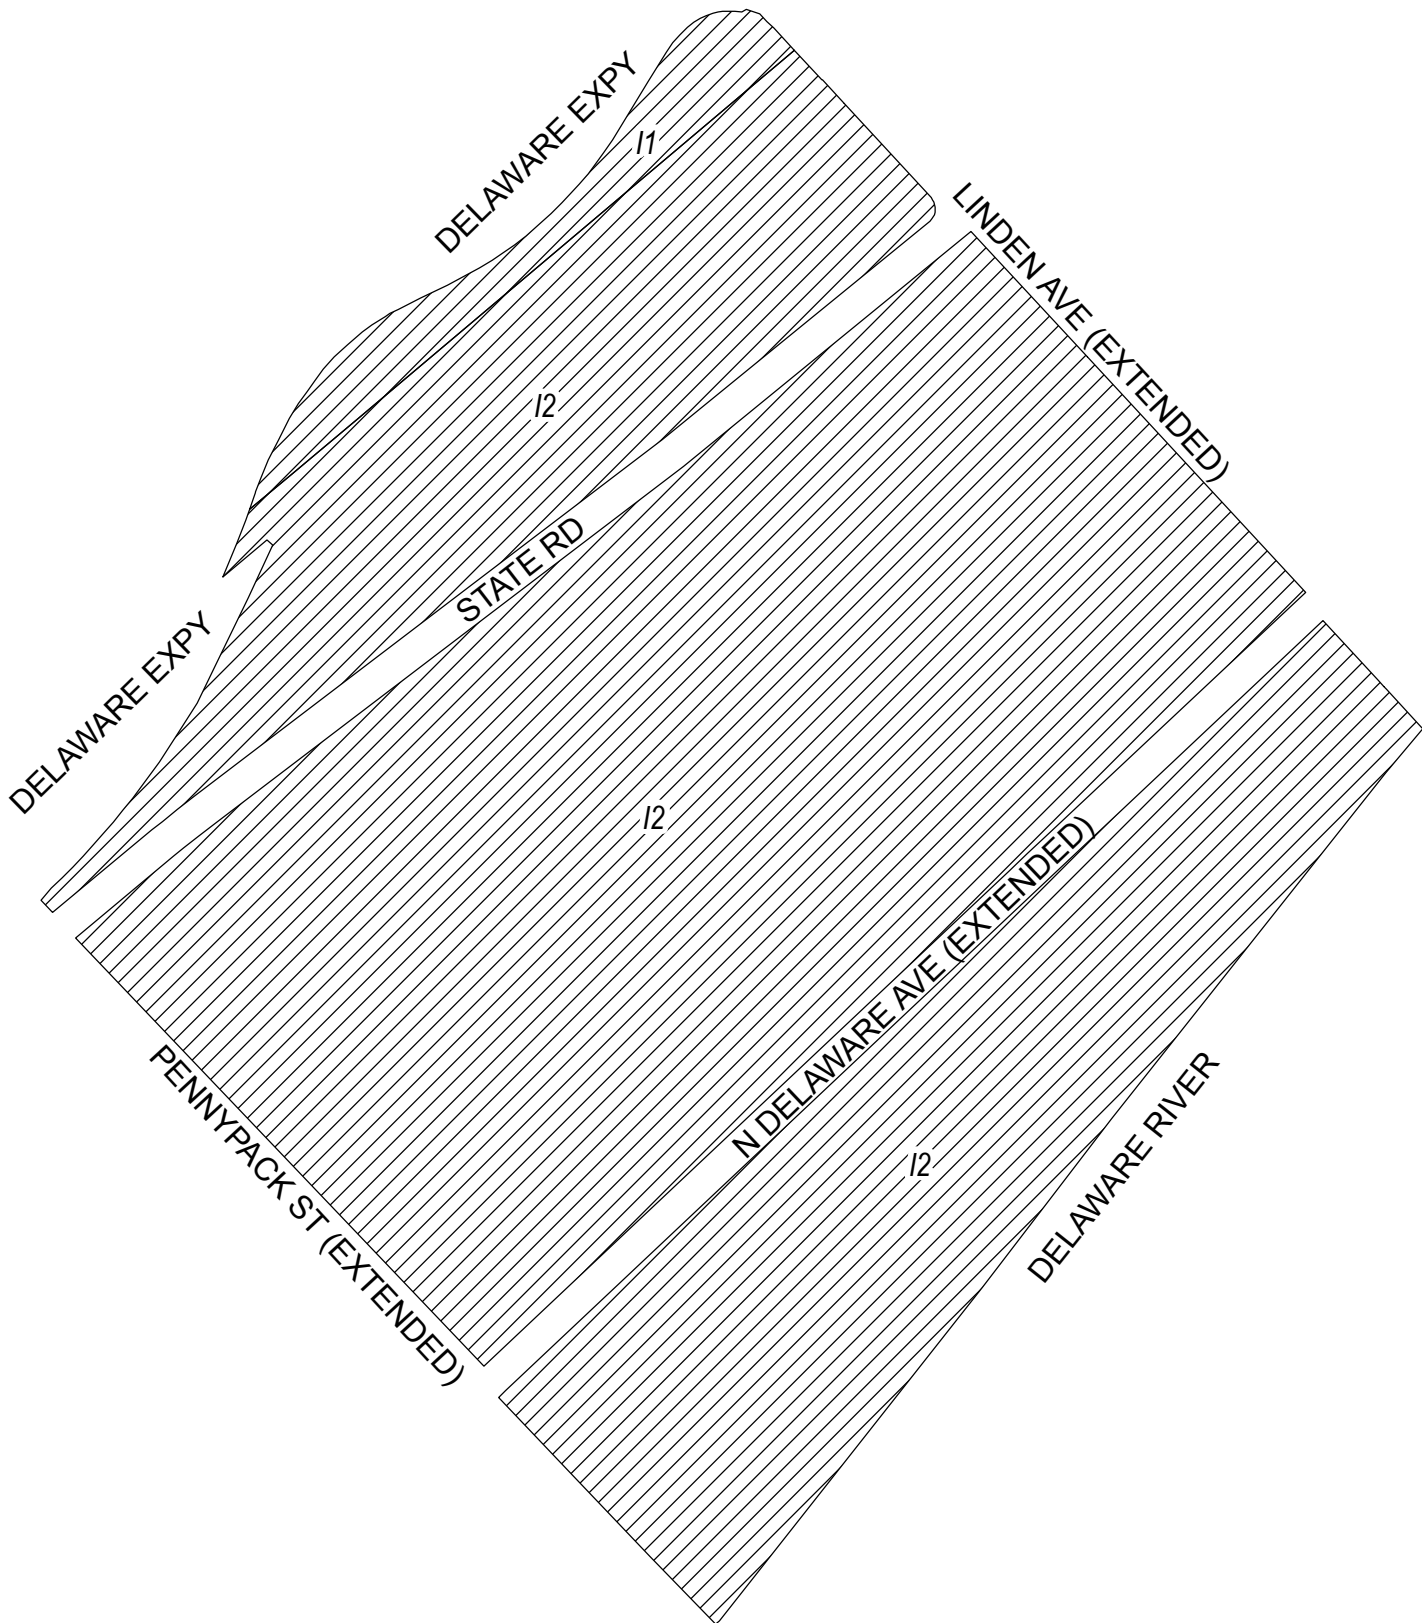 DELAWARE EXPY
I1
LINDEN AVE (EXTENDED)
I2
STATE RD
DELAWARE EXPY
I2
N DELAWARE AVE (EXTENDED)
PENNYPACK ST (EXTENDED)
I2
DELAWARE RIVER